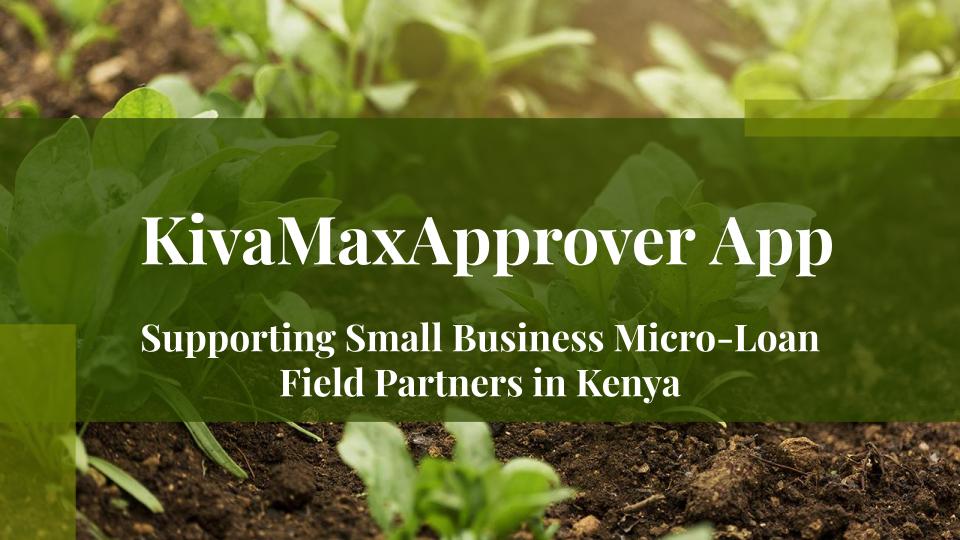 KivaMaxApprover App
Supporting Small Business Micro-Loan
Field Partners in Kenya